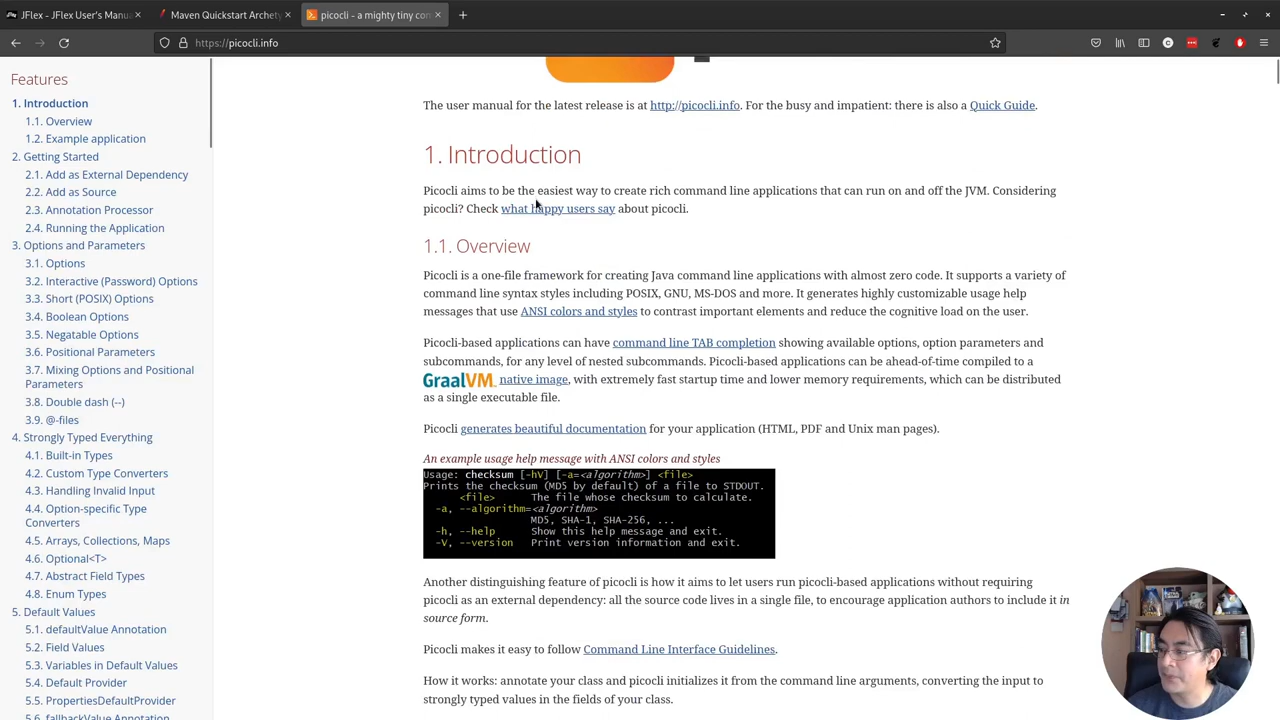 JFlex - JFlex User's Manua
Maven Quickstart Archety
picocli - a mighty tiny con
https://picocli.info
Features
1. Introduction
1.1. Overview
1.2. Example application
2. Getting Started
2.1. Add as External Dependency
2.2. Add as Source
2.3. Annotation Processor
2.4. Running the Application
3. Options and Parameters
3.1. Options
3.2. Interactive (Password) Options
3.3. Short (POSIX) Options
3.4. Boolean Options
3.5. Negatable Options
3.6. Positional Parameters
3.7. Mixing Options and Positional
Parameters
3.8. Double dash (--)
3.9. @-files
4. Strongly Typed Everything
4.1. Built-in Types
4.2. Custom Type Converters
4.3. Handling Invalid Input
4.4. Option-specific Type
Converters
4.5. Arrays, Collections, Maps
4.6. Optional<T>
4.7. Abstract Field Types
4.8. Enum Types
5. Default Values
5.1. defaultValue Annotation
5.2. Field Values
5.3. Variables in Default Values
5.4. Default Provider
5.5. PropertiesDefaultProvider
5.6. fallbackValue Annotation
The user manual for the latest release is at http://picocli.info. For the busy and impatient: there is also a Quick Guide.
1. Introduction
Picocli aims to be the easiest way to create rich command line applications that can run on and off the JVM. Considering
picocli? Check what happy users say about picocli.
1.1. Overview
Picocli is a one-file framework for creating Java command line applications with almost zero code. It supports a variety of
command line syntax styles including POSIX, GNU, MS-DOS and more. It generates highly customizable usage help
messages that use ANSI colors and styles to contrast important elements and reduce the cognitive load on the user.
Picocli-based applications can have command line TAB completion showing available options, option parameters and
subcommands, for any level of nested subcommands. Picocli-based applications can be ahead-of-time compiled to a
GraalVM. native image, with extremely fast startup time and lower memory requirements, which can be distributed
as a single executable file.
Picocli generates beautiful documentation for your application (HTML, PDF and Unix man pages).
An example usage help message with ANSI colors and styles
Usage: checksum [-hV] [-a=<algorithm>] <file>
Prints the checksum (MD5 by default) of a file to STDOUT.
<file> The file whose checksum to calculate.
-a, --algorithm=<algorithm>
MD5, SHA-1, SHA-256, ...
-h, --help Show this help message and exit.
-V, --version Print version information and exit.
Another distinguishing feature of picocli is how it aims to let users run picocli-based applications without requiring
picocli as an external dependency: all the source code lives in a single file, to encourage application authors to include it in
source form.
Picocli makes it easy to follow Command Line Interface Guidelines.
How it works: annotate your class and picocli initializes it from the command line arguments, converting the input to
strongly typed values in the fields of your class.